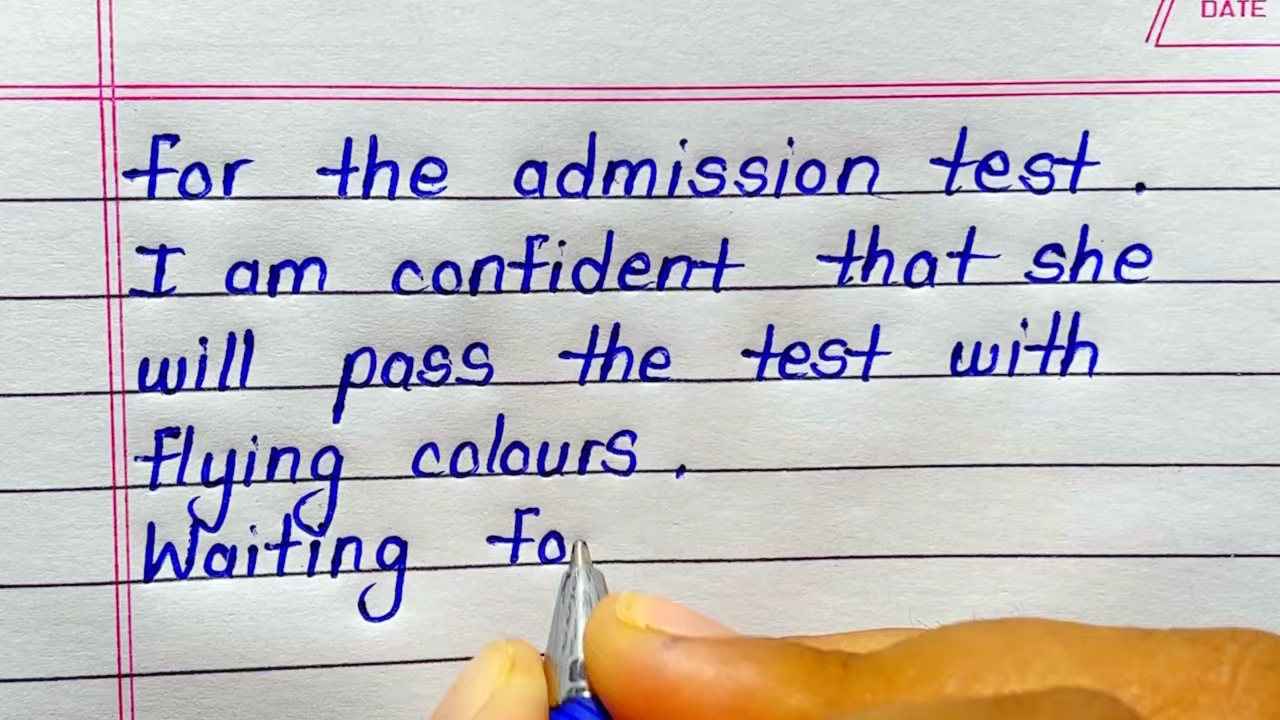 DATE
for the admission test.
I am confident that she
will pass the test with
flying colours.
Waiting fo